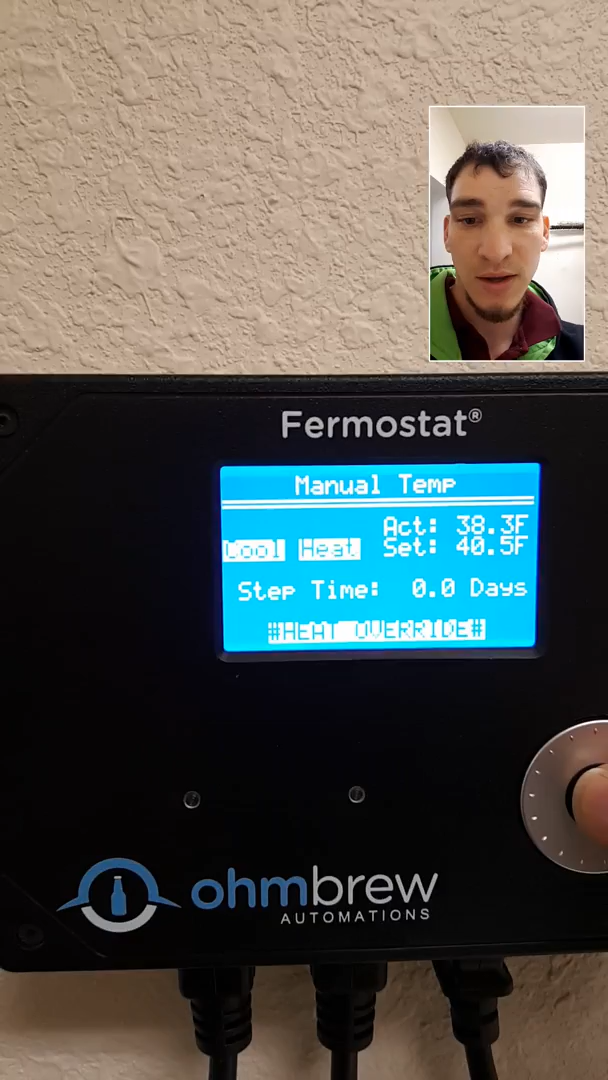 Fermostat®
Manual Temp
Act: 38.3F
Cool Heat Set: 40.5F
Step Time: 0.0 Days
#HEAT OVERRIDE#
ohmbrew
AUTOMATIONS